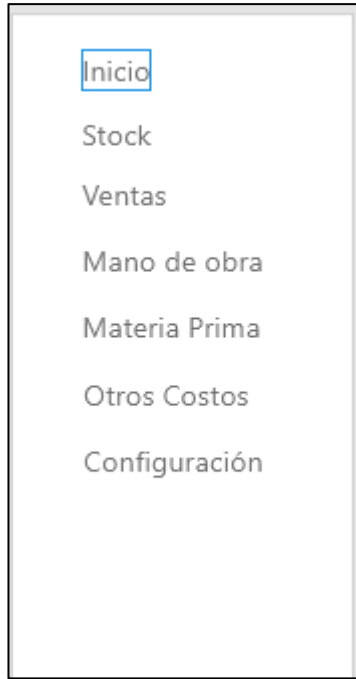 Inicio
Stock
Ventas
Mano de obra
Materia Prima
Otros Costos
Configuración